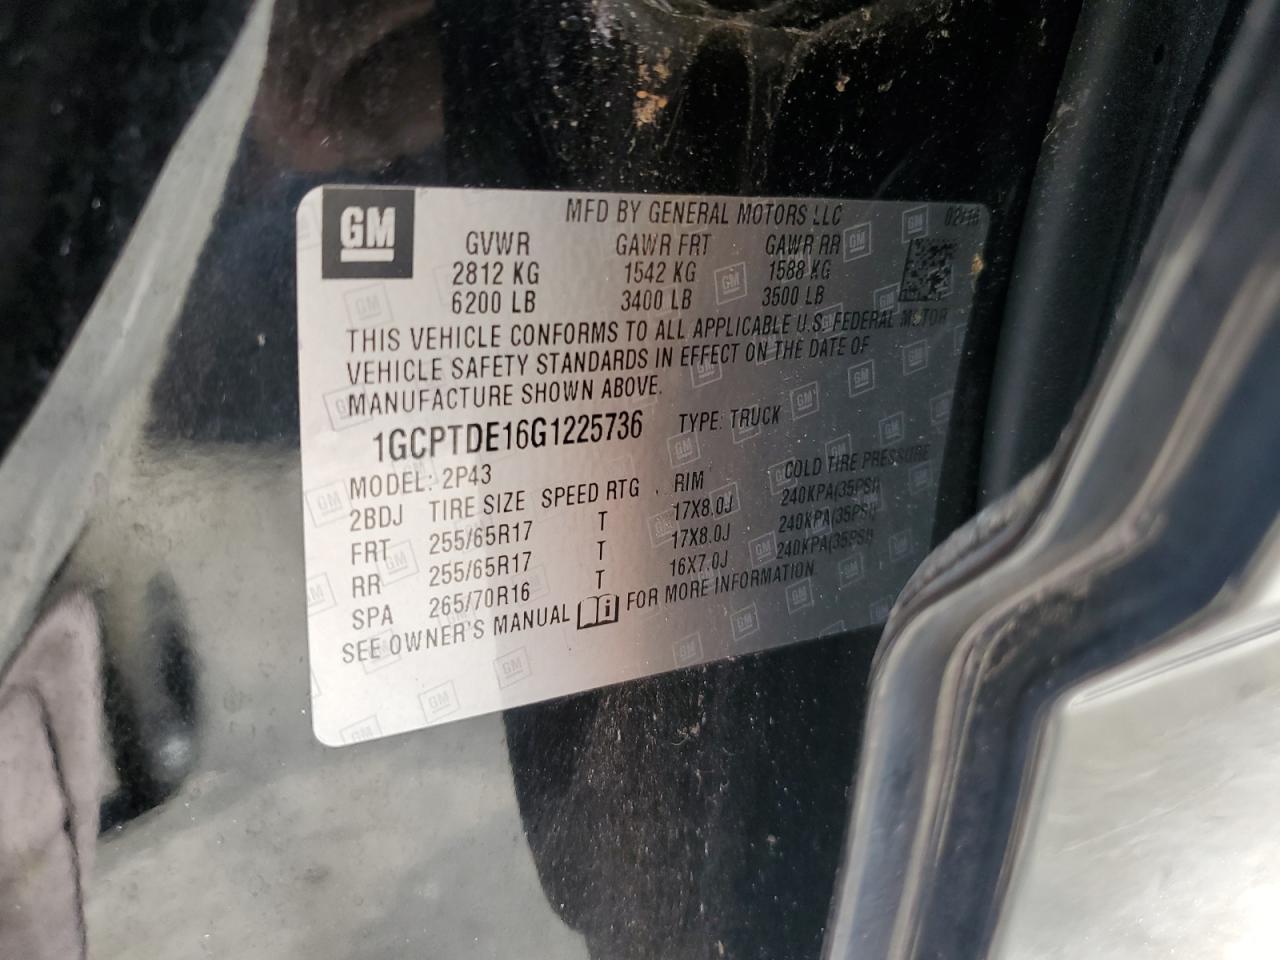 GM
MFD BY GENERAL MOTORS LLC 02/16
GVWR GAWR FRT GAWR RR
2812 KG 1542 KG 1588 KG
6200 LB 3400 LB 3500 LB
THIS VEHICLE CONFORMS TO ALL APPLICABLE U.S. FEDERAL MOTOR
VEHICLE SAFETY STANDARDS IN EFFECT ON THE DATE OF
MANUFACTURE SHOWN ABOVE.
1GCPTDE16G1225736 TYPE: TRUCK
MODEL: 2P43
2BDJ TIRE SIZE SPEED RTG RIM COLD TIRE PRESSURE
FRT 255/65R17 T 17X8.0J 240KPA(35PSI)
RR 255/65R17 T 17X8.0J 240KPA(35PSI)
SPA 265/70R16 T 16X7.0J 240KPA(35PSI)
SEE OWNER'S MANUAL FOR MORE INFORMATION